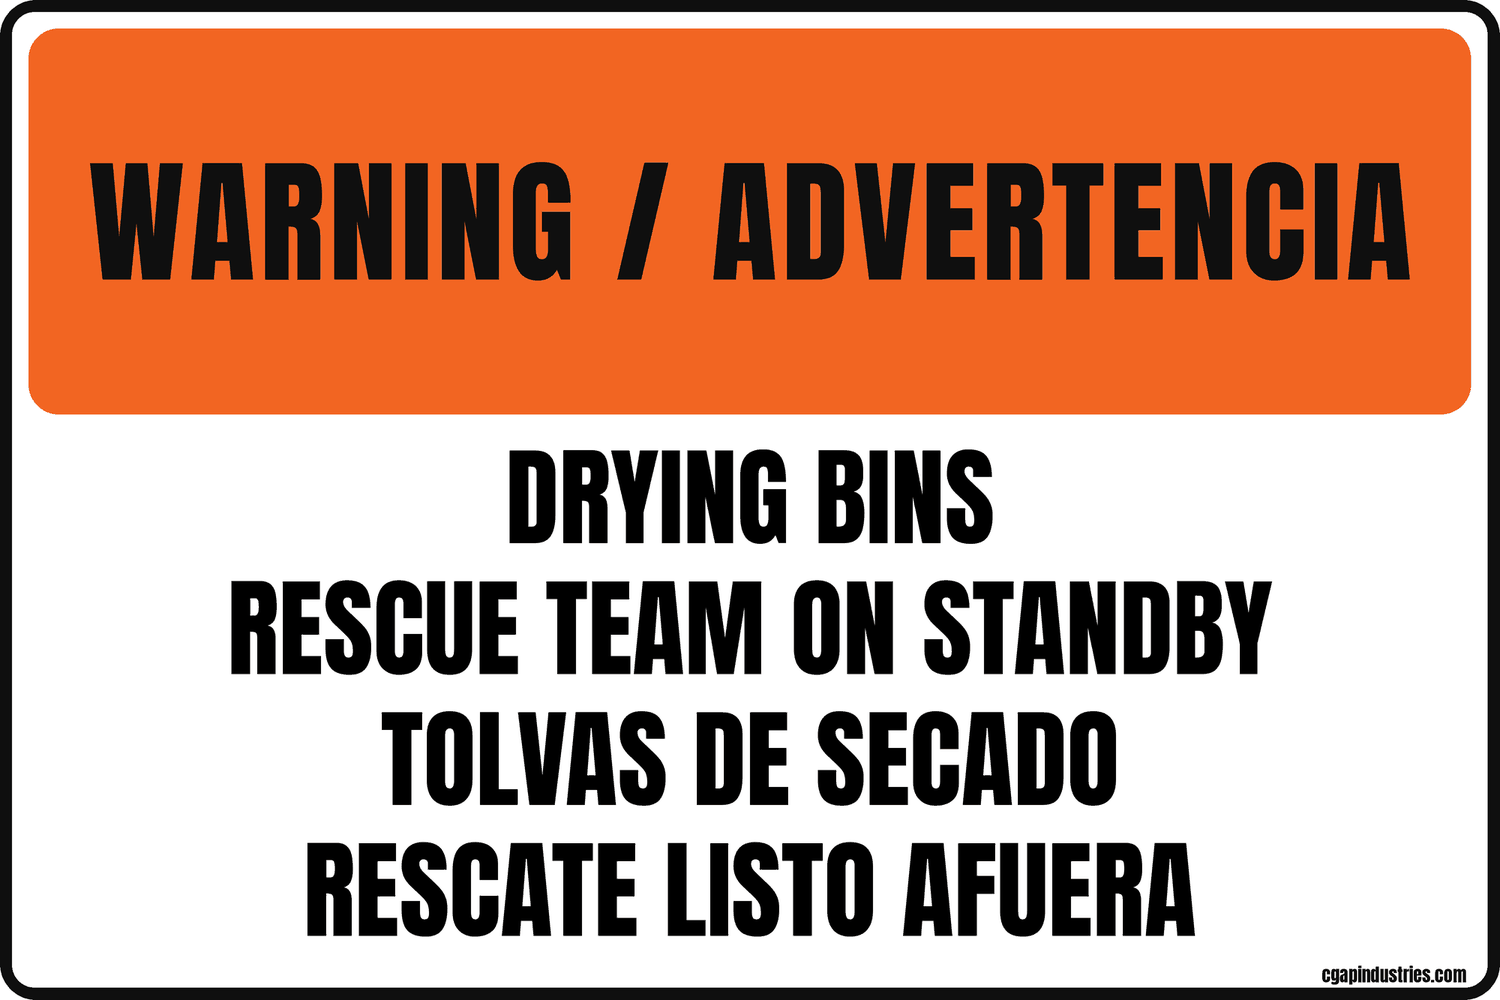 WARNING / ADVERTENCIA
DRYING BINS
RESCUE TEAM ON STANDBY
TOLVAS DE SECADO
RESCATE LISTO AFUERA
cgapindustries.com